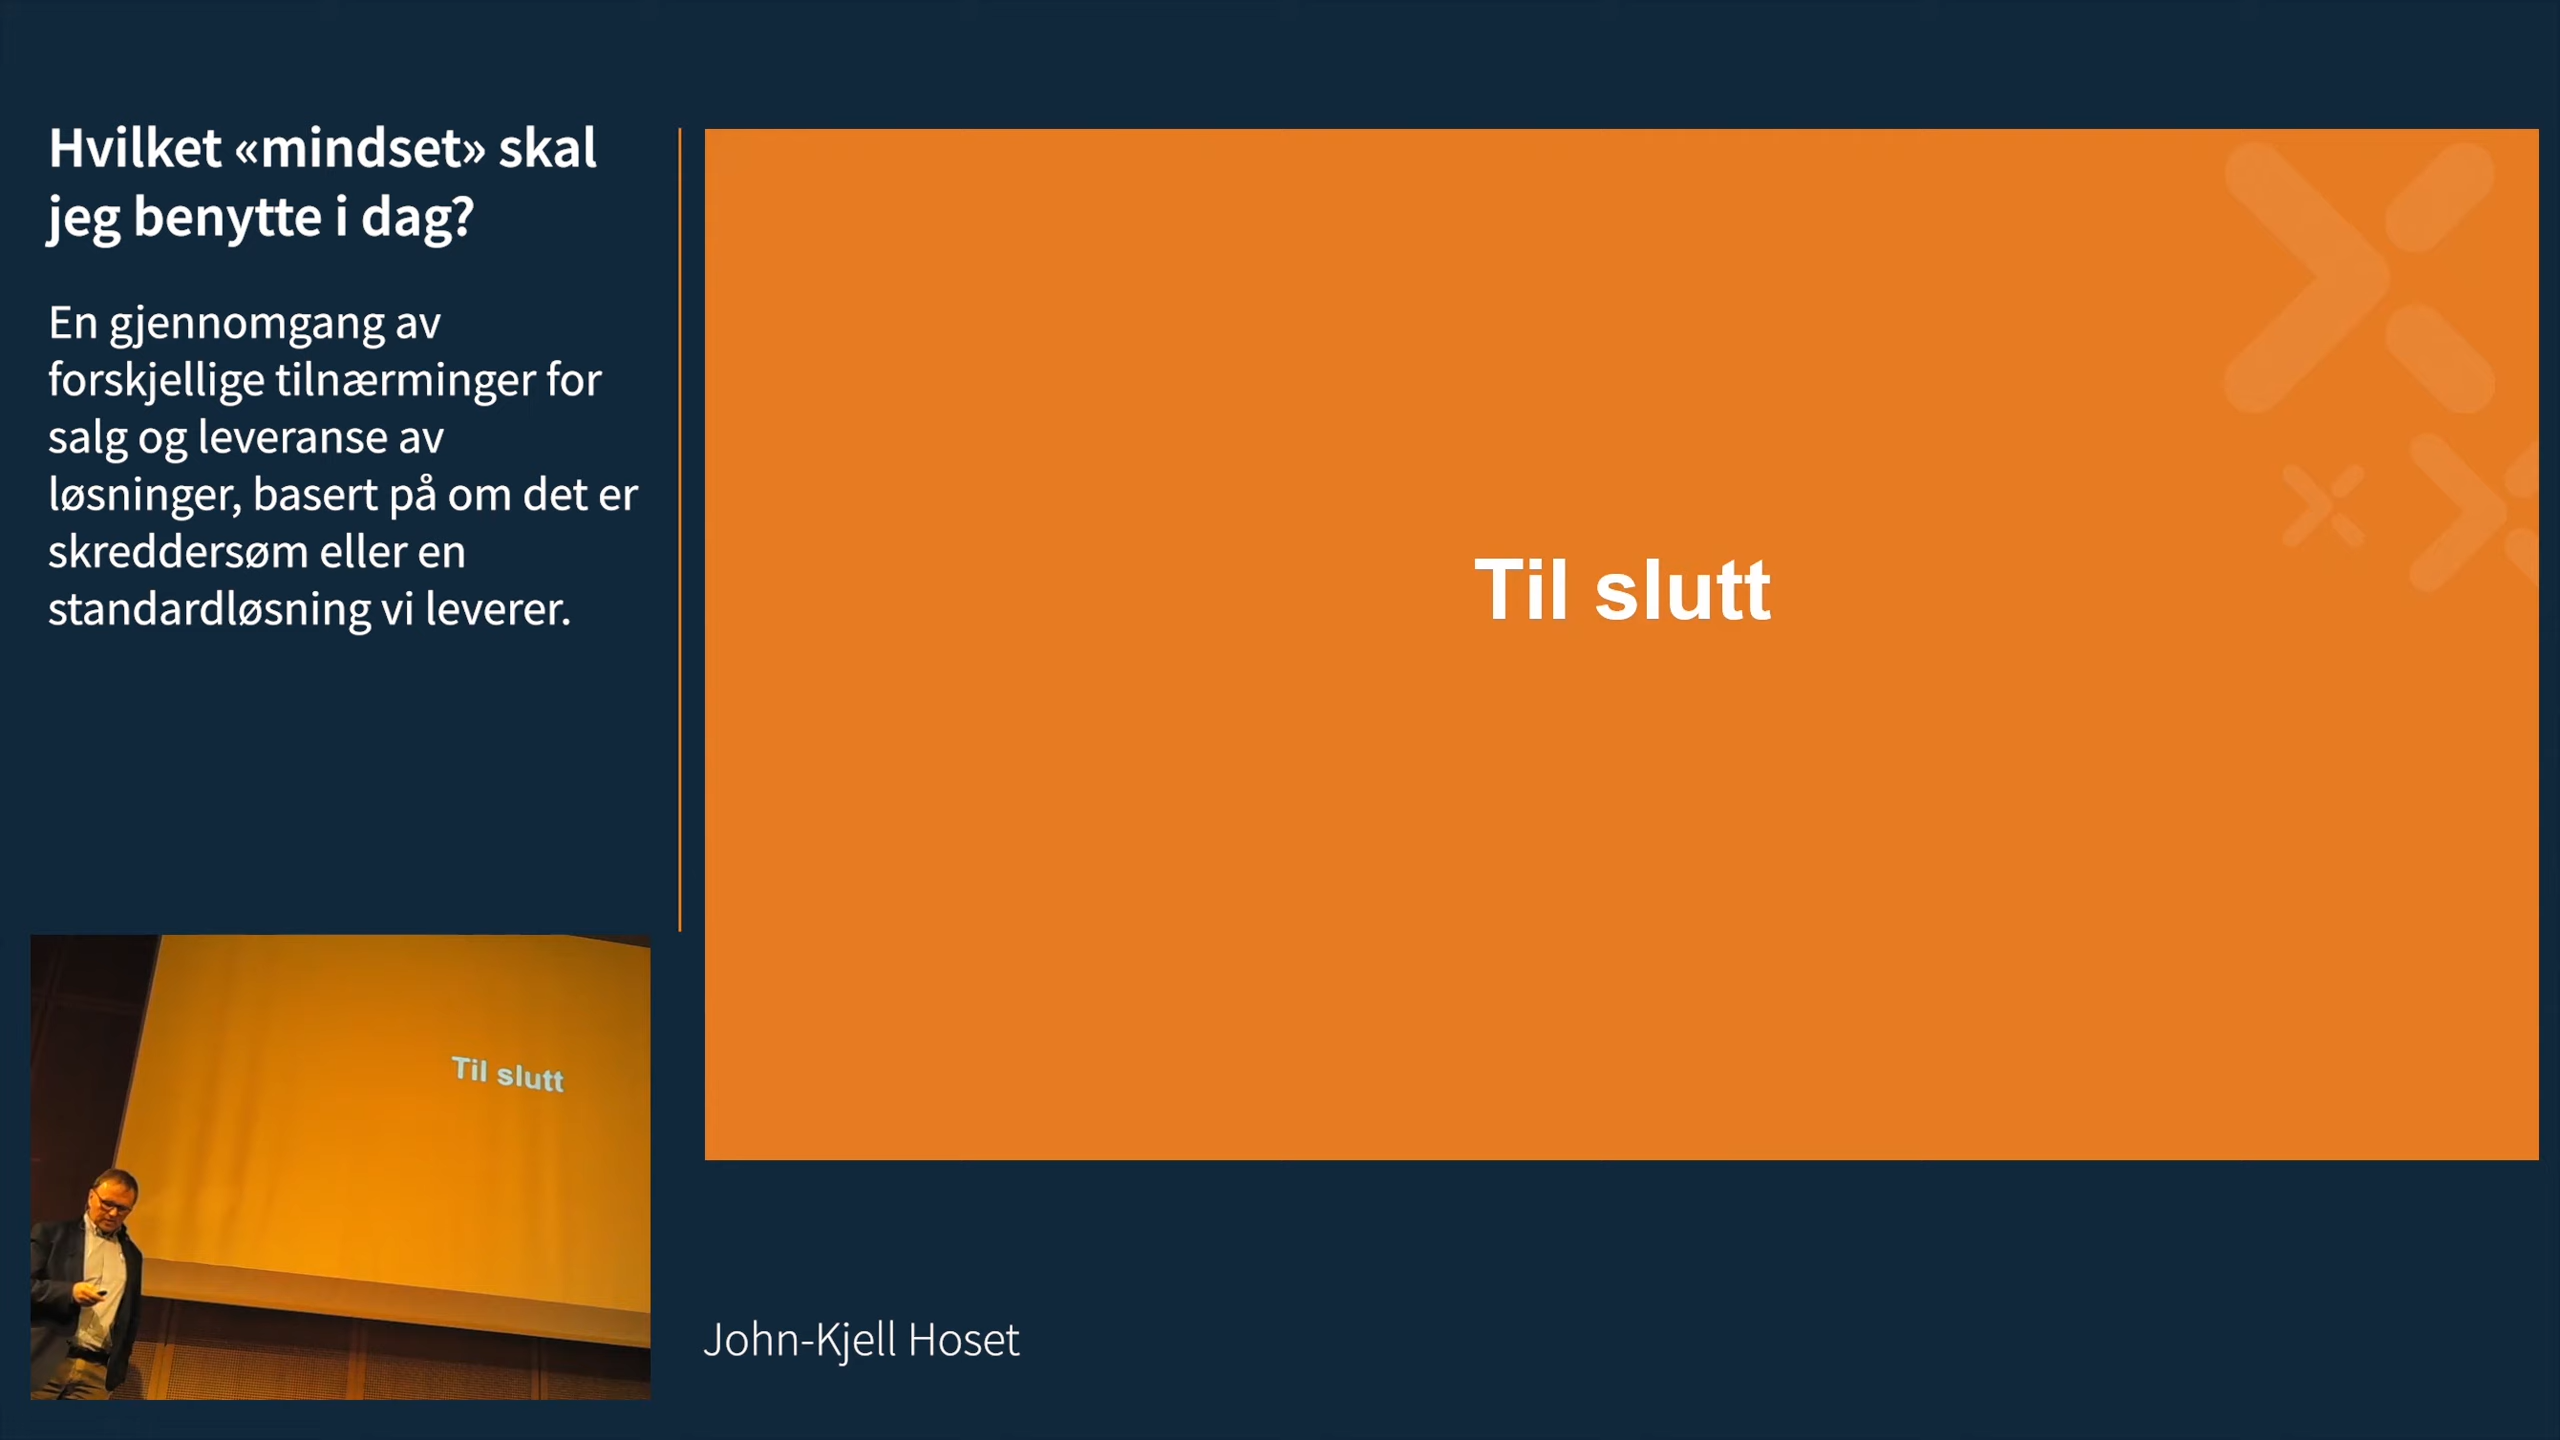 Hvilket «mindset» skal
jeg benytte i dag?
En gjennomgang av
forskjellige tilnærminger for
salg og leveranse av
løsninger, basert på om det er
skreddersøm eller en
standardløsning vi leverer.
Til slutt
Til slutt
John-Kjell Hoset